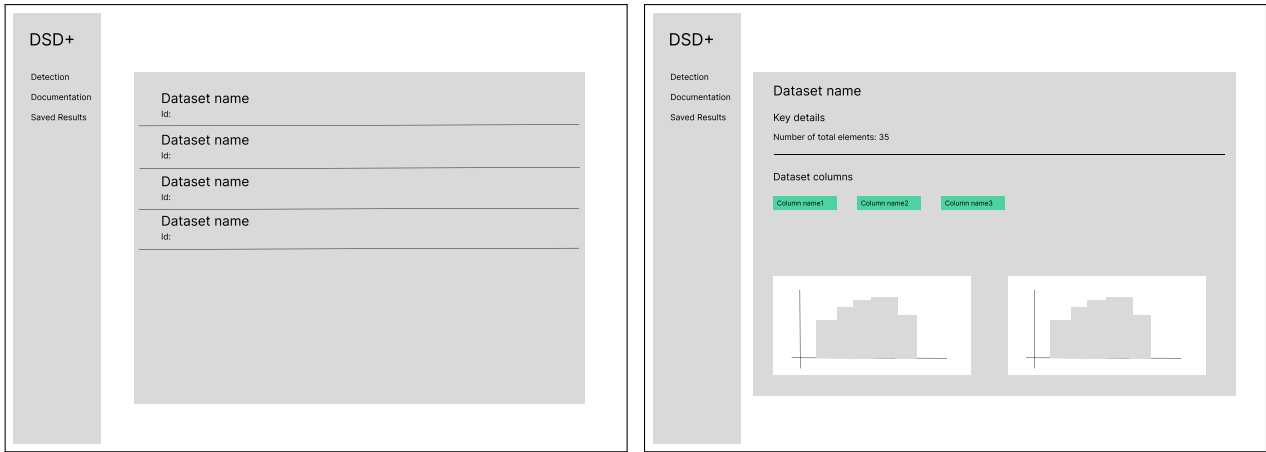 DSD+
Detection
Documentation
Saved Results
Dataset name
Id:
Dataset name
Id:
Dataset name
Id:
Dataset name
Id:
DSD+
Detection
Documentation
Saved Results
Dataset name
Key details
Number of total elements: 35
Dataset columns
Column name1 Column name2 Column name3